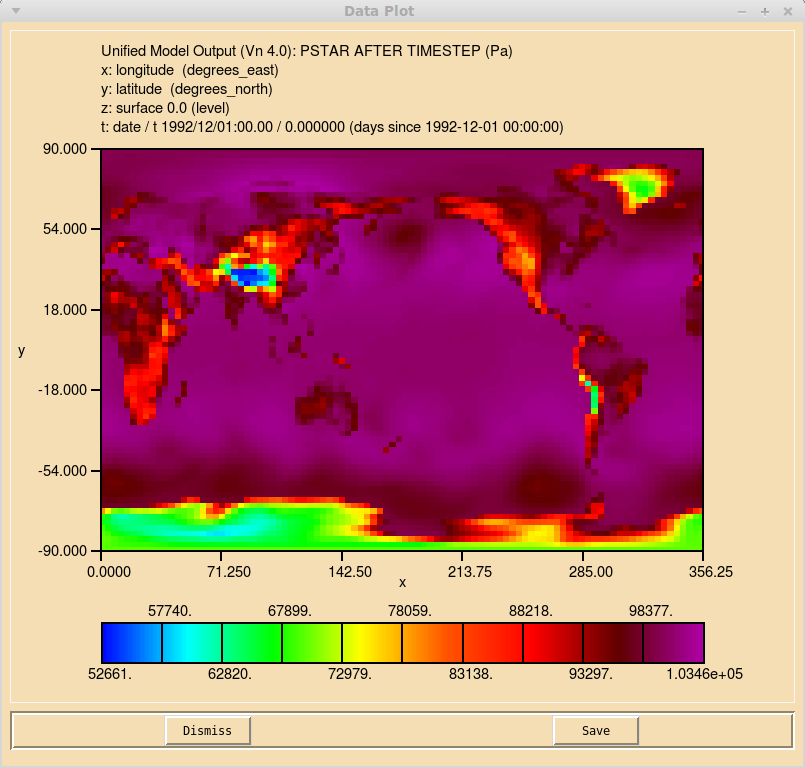 Data Plot
Unified Model Output (Vn 4.0): PSTAR AFTER TIMESTEP (Pa)
x: longitude  (degrees_east)
y: latitude  (degrees_north)
z: surface 0.0 (level)
t: date / t 1992/12/01:00.00 / 0.000000 (days since 1992-12-01 00:00:00)
90.000
54.000
18.000
y
-18.000
-54.000
-90.000
0.0000 71.250 142.50 213.75 285.00 356.25
x
57740. 67899. 78059. 88218. 98377.
52661. 62820. 72979. 83138. 93297. 1.0346e+05
Dismiss Save